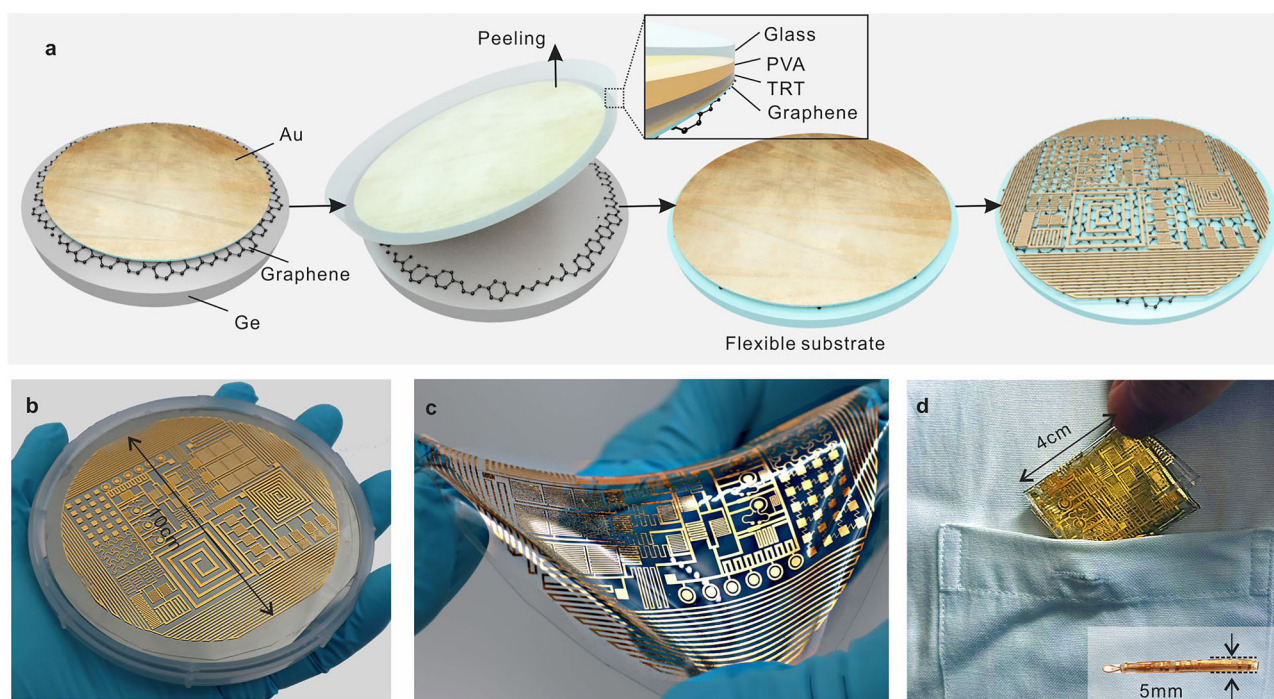 a
Peeling
Glass
PVA
TRT
Graphene
Au
Graphene
Ge
Flexible substrate
b
10cm
c
d
4cm
5mm